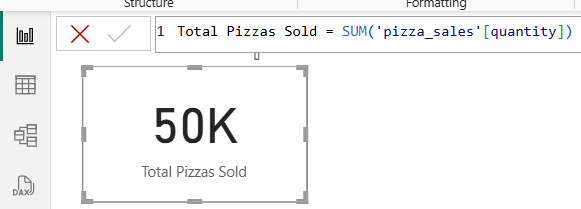 Structure
Formatting
1 Total Pizzas Sold = SUM('pizza_sales'[quantity])
50K
Total Pizzas Sold
DAX